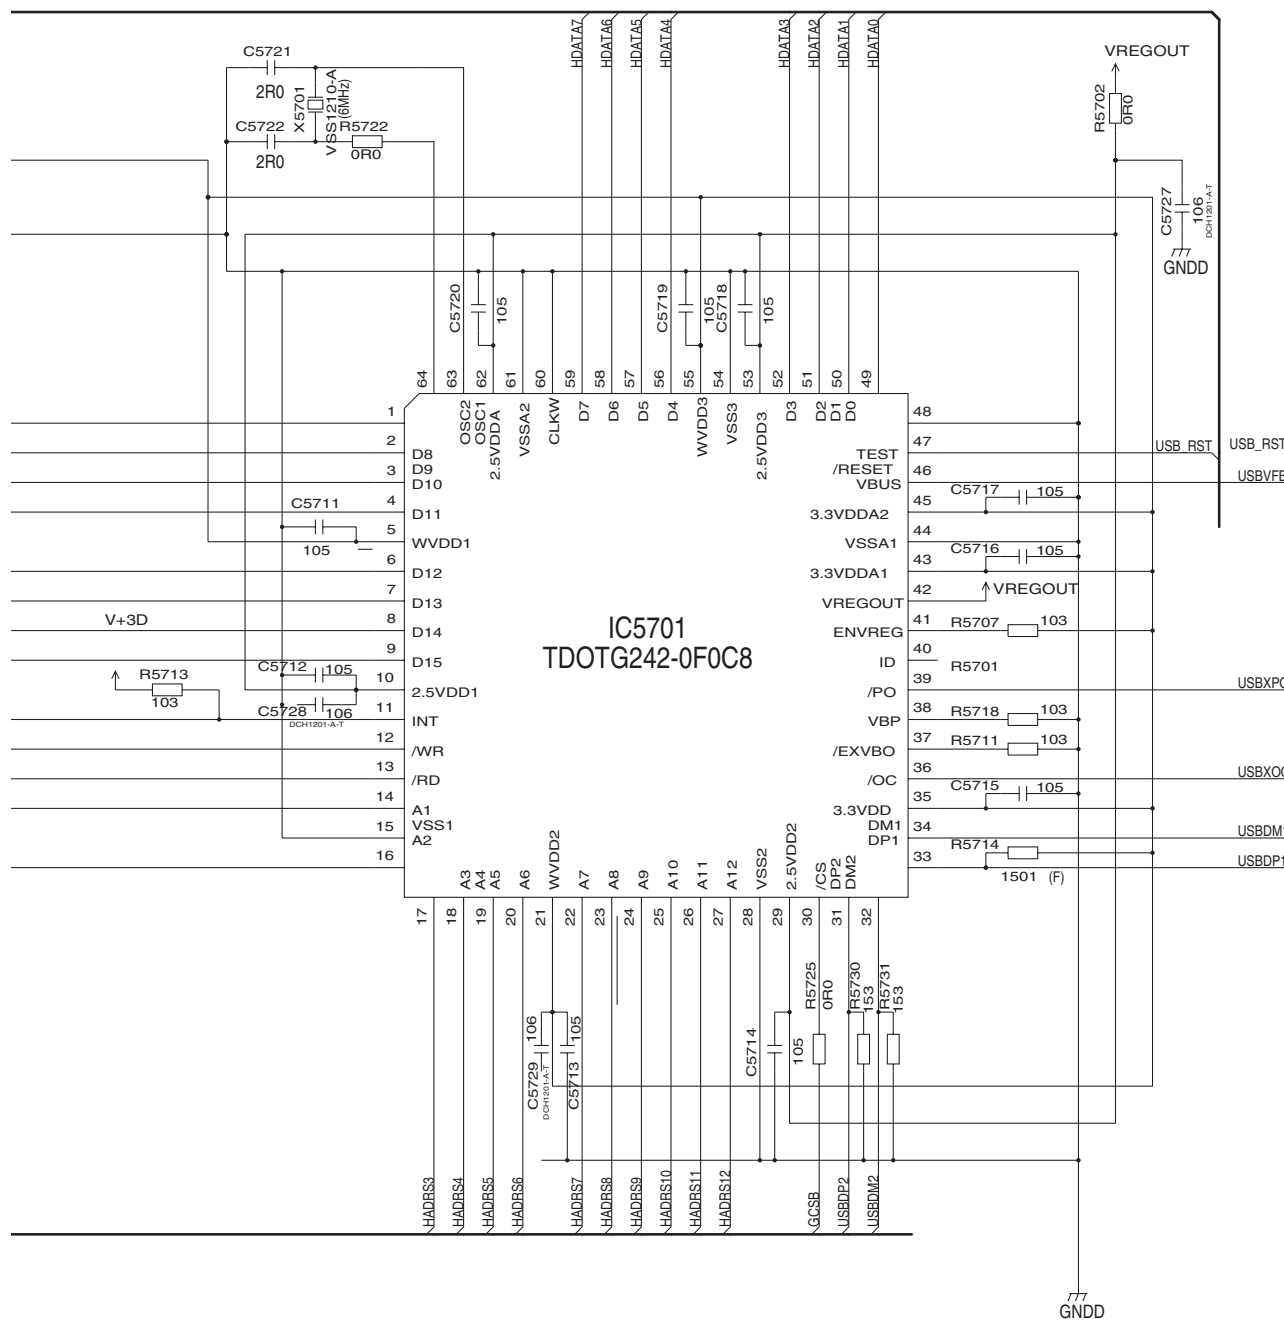 HDATA7
HDATA6
HDATA5
HDATA4
HDATA3
HDATA2
HDATA1
HDATA0
C5721
2R0
X5701
VSS1210-A
(6MHz)
C5722
2R0
R5722
0R0
VREGOUT
R5702
0R0
C5727
106
DCH1201-A-T
GNDD
C5720
105
C5719
105
C5718
105
64
63
62
61
60
59
58
57
56
55
54
53
52
51
50
49
OSC2
OSC1
2.5VDDA
VSSA2
CLKW
D7
D6
D5
D4
WVDD3
VSS3
2.5VDD3
D3
D2
D1
D0
1
2
D8
3
D9
D10
4
D11
C5711
105
5
WVDD1
6
D12
7
D13
V+3D
8
D14
9
D15
R5713
103
C5712
105
10
2.5VDD1
C5728
106
DCH1201-A-T
11
INT
12
/WR
13
/RD
14
A1
15
VSS1
A2
16
IC5701
TDOTG242-0F0C8
48
47
TEST
USB_RST
USB_RST
/RESET
46
VBUS
USBVFB
C5717
105
45
3.3VDDA2
44
VSSA1
C5716
105
43
3.3VDDA1
42
VREGOUT
VREGOUT
41
ENVREG
R5707
103
40
ID
R5701
39
/PO
USBXPO
38
VBP
R5718
103
37
/EXVBO
R5711
103
36
/OC
USBXOC
C5715
105
35
3.3VDD
DM1
34
DP1
USBDM1
R5714
33
USBDP1
1501 (F)
A3
A4
A5
A6
WVDD2
A7
A8
A9
A10
A11
A12
VSS2
2.5VDD2
/CS
DP2
DM2
17
18
19
20
21
22
23
24
25
26
27
28
29
30
31
32
C5729
106
DCH1201-A-T
C5713
105
C5714
105
R5725
0R0
R5730
153
R5731
153
HADRS3
HADRS4
HADRS5
HADRS6
HADRS7
HADRS8
HADRS9
HADRS10
HADRS11
HADRS12
GCSB
USBDP2
USBDM2
GNDD